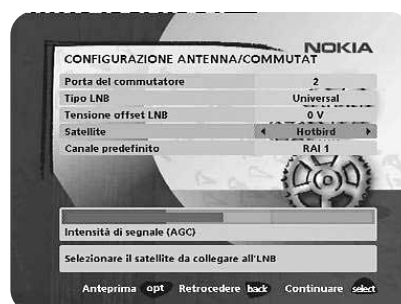 NOKIA
CONFIGURAZIONE ANTENNA/COMMUTAT
Porta del commutatore 2
Tipo LNB Universal
Tensione offset LNB 0 V
Satellite Hotbird
Canale predefinito RAI 1
Intensità di segnale (AGC)
Selezionare il satellite da collegare all'LNB
Anteprima opt Retrocedere back Continuare select